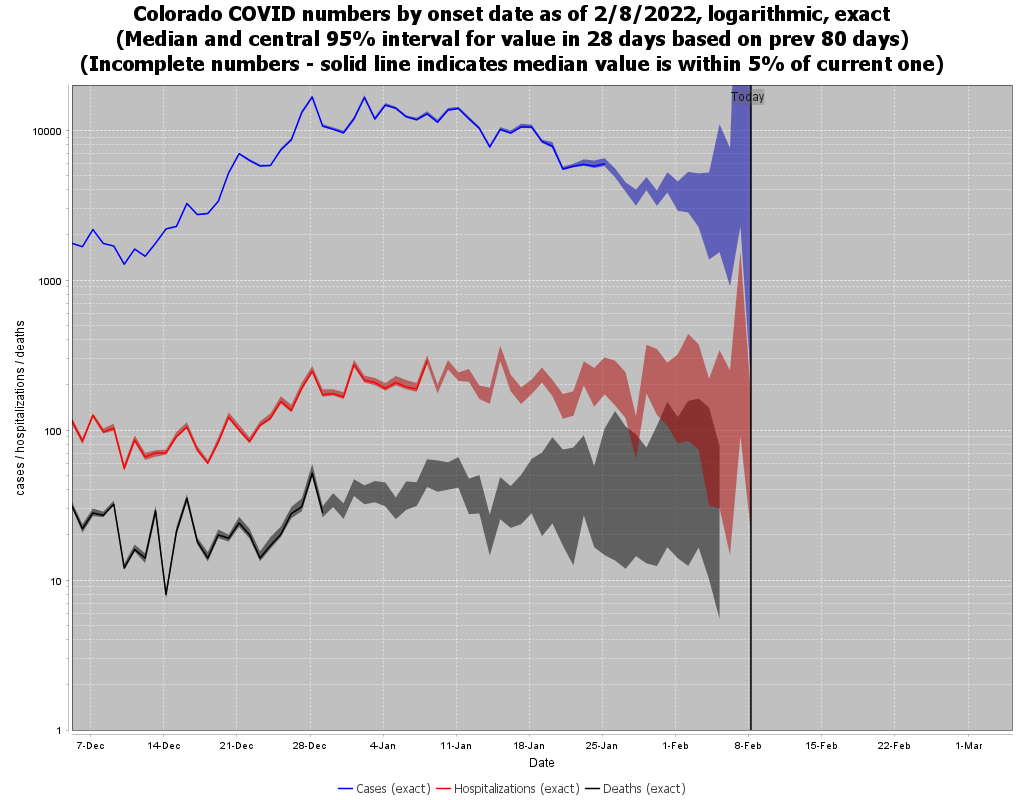 Colorado COVID numbers by onset date as of 2/8/2022, logarithmic, exact
(Median and central 95% interval for value in 28 days based on prev 80 days)
(Incomplete numbers - solid line indicates median value is within 5% of current one)
Today
10000
1000
100
10
1
cases / hospitalizations / deaths
7-Dec 14-Dec 21-Dec 28-Dec 4-Jan 11-Jan 18-Jan 25-Jan 1-Feb 8-Feb 15-Feb 22-Feb 1-Mar
Date
Cases (exact) Hospitalizations (exact) Deaths (exact)